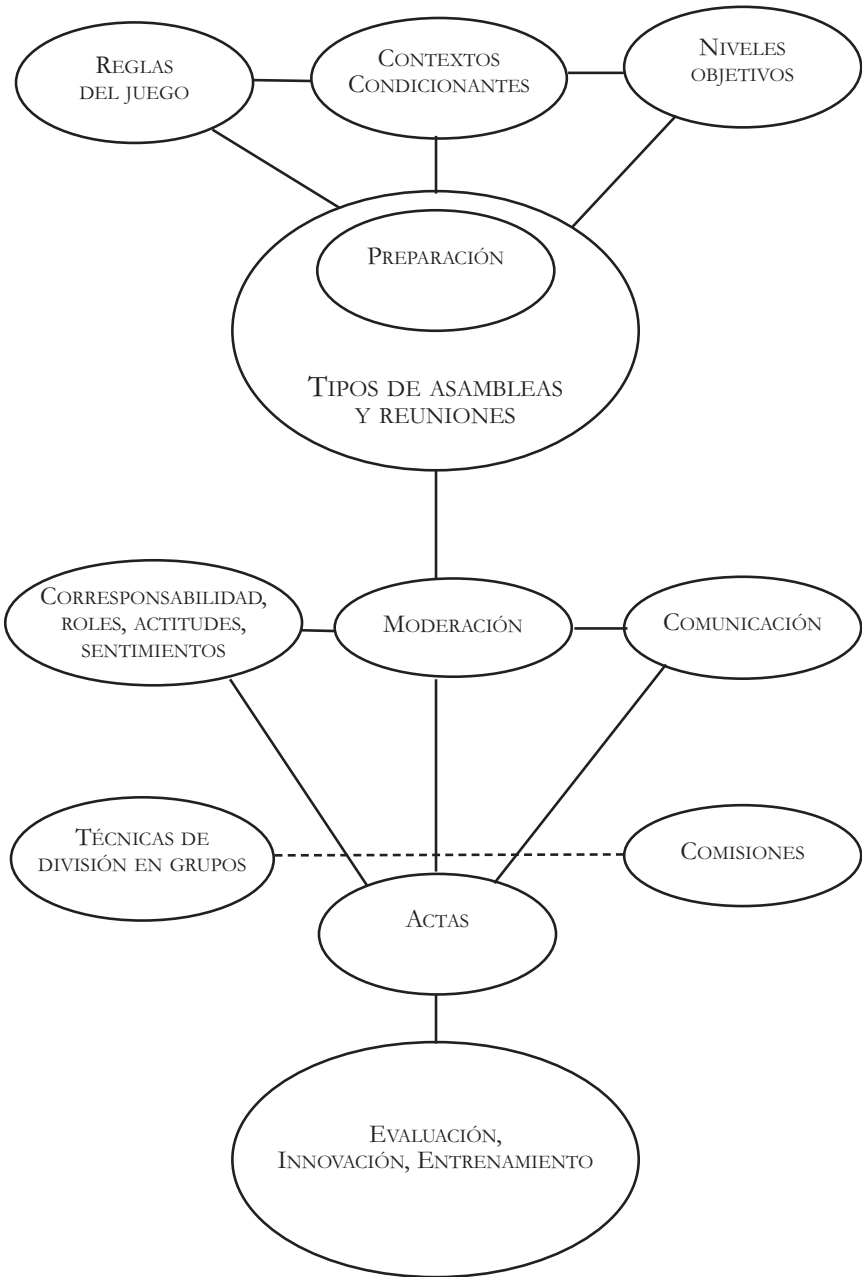 Reglas
del juego
Contextos
Condicionantes
Niveles
objetivos
Preparación
Tipos de asambleas
y reuniones
Corresponsabilidad,
roles, actitudes,
sentimientos
Moderación
Comunicación
Técnicas de
división en grupos
Comisiones
Actas
Evaluación,
Innovación, Entrenamiento